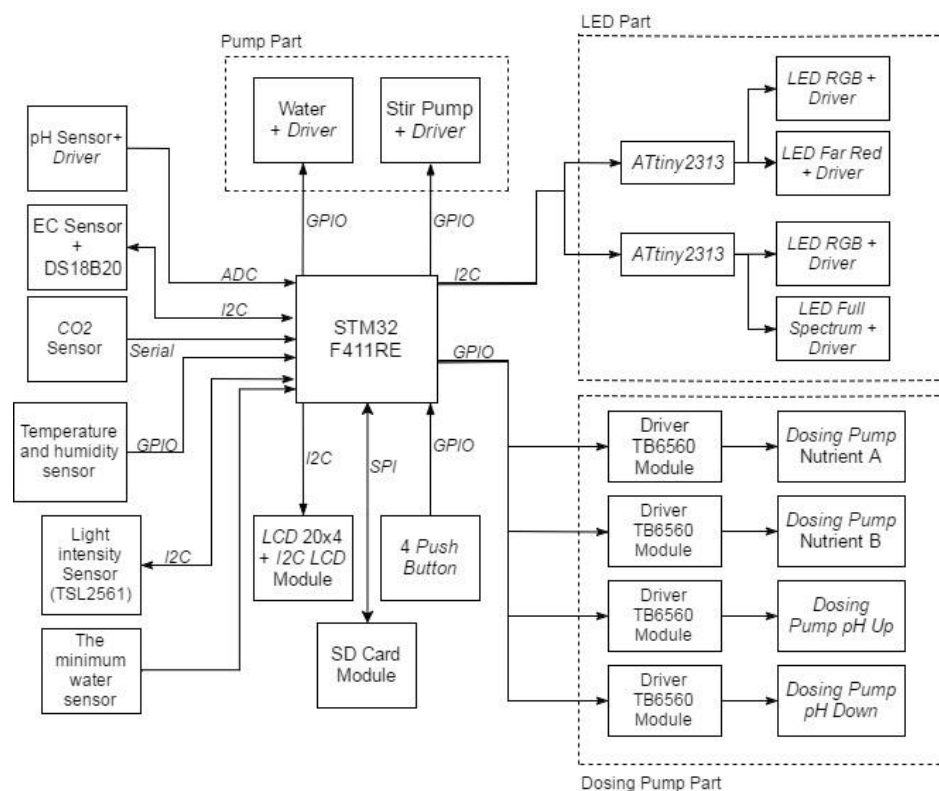 LED Part
Pump Part
Water
+ Driver
Stir Pump
+ Driver
LED RGB +
Driver
pH Sensor+
Driver
ATtiny2313
LED Far Red
+ Driver
GPIO
GPIO
EC Sensor
+
DS18B20
ATtiny2313
LED RGB +
Driver
ADC
I2C
I2C
STM32
F411RE
CO2
Sensor
Serial
LED Full
Spectrum +
Driver
GPIO
Temperature
and humidity
sensor
GPIO
I2C
SPI
GPIO
Driver
TB6560
Module
Dosing Pump
Nutrient A
Light
intensity
Sensor
(TSL2561)
I2C
LCD 20x4
+ I2C LCD
Module
4 Push
Button
Driver
TB6560
Module
Dosing Pump
Nutrient B
Driver
TB6560
Module
Dosing
Pump pH Up
The
minimum
water
sensor
SD Card
Module
Driver
TB6560
Module
Dosing Pump
pH Down
Dosing Pump Part